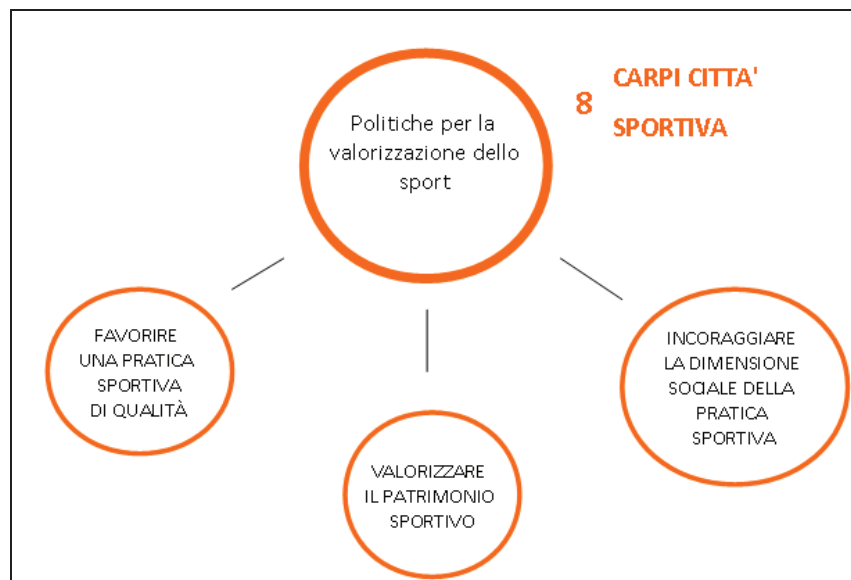 8
CARPI CITTA'
SPORTIVA
Politiche per la
valorizzazione dello
sport
FAVORIRE
UNA PRATICA
SPORTIVA
DI QUALITÀ
VALORIZZARE
IL PATRIMONIO
SPORTIVO
INCORAGGIARE
LA DIMENSIONE
SOCIALE DELLA
PRATICA
SPORTIVA